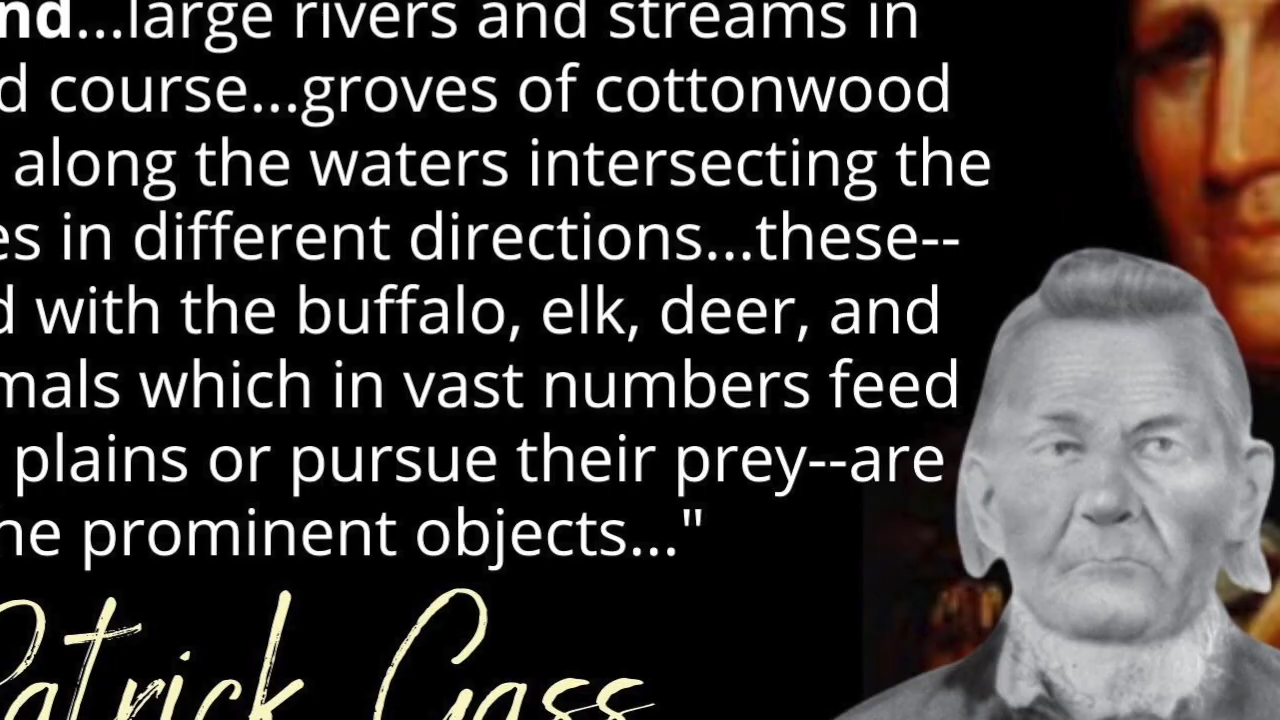 nd...large rivers and streams in
d course...groves of cottonwood
along the waters intersecting the
es in different directions...these--
d with the buffalo, elk, deer, and
mals which in vast numbers feed
plains or pursue their prey--are
he prominent objects..."
Patrick Gass